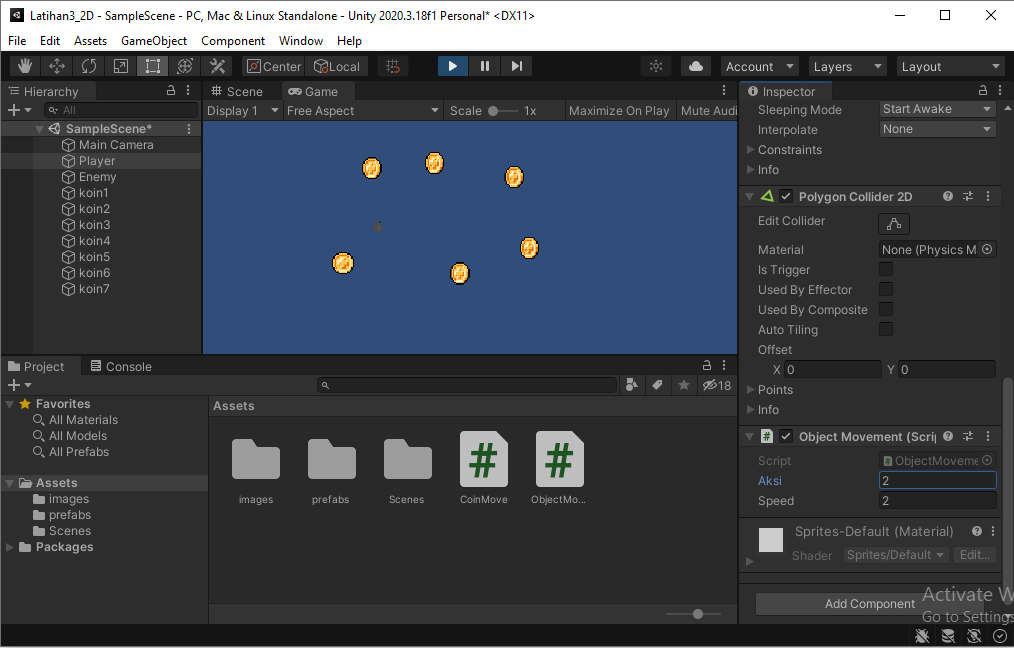 Latihan3_2D - SampleScene - PC, Mac & Linux Standalone - Unity 2020.3.18f1 Personal* <DX11>
File Edit Assets GameObject Component Window Help
Center Local Account Layers Layout
Hierarchy
All
SampleScene*
Main Camera
Player
Enemy
koin1
koin2
koin3
koin4
koin5
koin6
koin7
Scene Game
Display 1 Free Aspect Scale 1x Maximize On Play Mute Audi
Project Console
18
Favorites
All Materials
All Models
All Prefabs
Assets
images
prefabs
Scenes
Packages
Assets
images prefabs Scenes CoinMove ObjectMo...
Inspector
Sleeping Mode Start Awake
Interpolate None
Constraints
Info
Polygon Collider 2D
Edit Collider
Material None (Physics M
Is Trigger
Used By Effector
Used By Composite
Auto Tiling
Offset
X 0 Y 0
Points
Info
Object Movement (Scrip
Script ObjectMoveme
Aksi 2
Speed 2
Sprites-Default (Material)
Shader Sprites/Default Edit...
Add Component
Activate W
Go to Settings